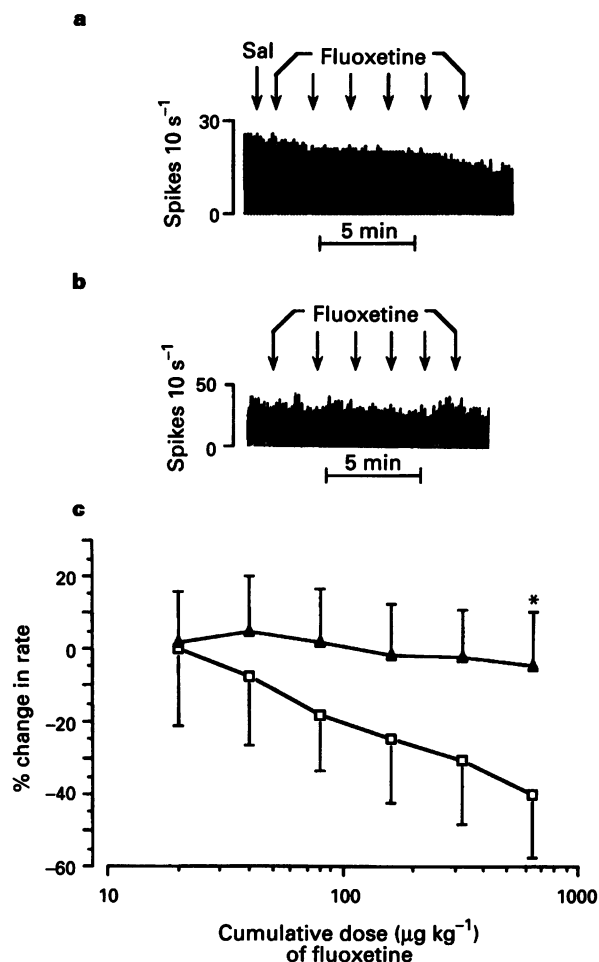 a
Sal
Fluoxetine
Spikes 10 s⁻¹
30
0
5 min
b
Fluoxetine
Spikes 10 s⁻¹
50
0
5 min
c
% change in rate
20
0
−20
−40
−60
*
10
100
1000
Cumulative dose (μg kg⁻¹)
of fluoxetine